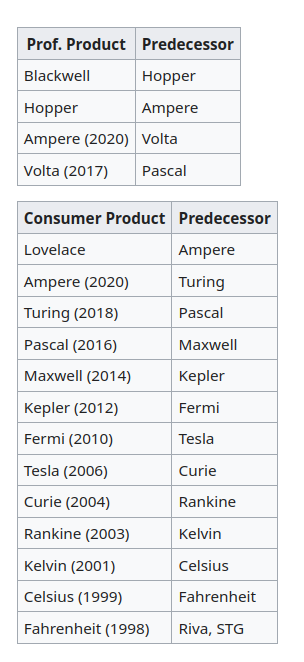 Prof. Product Predecessor
Blackwell Hopper
Hopper Ampere
Ampere (2020) Volta
Volta (2017) Pascal
Consumer Product Predecessor
Lovelace Ampere
Ampere (2020) Turing
Turing (2018) Pascal
Pascal (2016) Maxwell
Maxwell (2014) Kepler
Kepler (2012) Fermi
Fermi (2010) Tesla
Tesla (2006) Curie
Curie (2004) Rankine
Rankine (2003) Kelvin
Kelvin (2001) Celsius
Celsius (1999) Fahrenheit
Fahrenheit (1998) Riva, STG